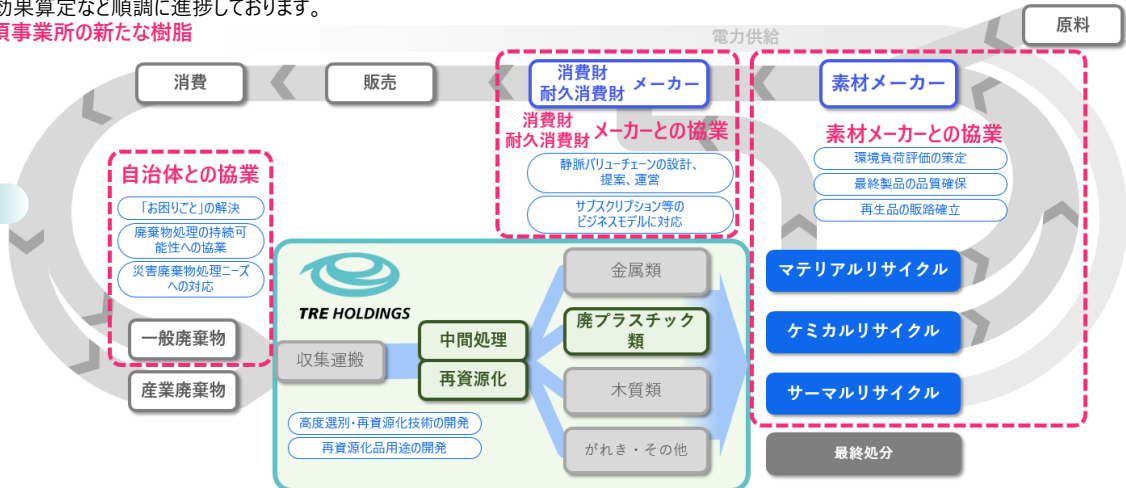 効果算定など順調に進捗しております。
事業所の新たな樹脂
電力供給
原料
消費
販売
消費財
耐久消費財
メーカー
素材メーカー
消費財
耐久消費財
メーカーとの協業
静脈バリューチェーンの設計、
提案、運営
サブスクリプション等の
ビジネスモデルに対応
素材メーカーとの協業
環境負荷評価の策定
最終製品の品質確保
再生品の販路確立
自治体との協業
「お困りごと」の解決
廃棄物処理の持続可
能性への協業
災害廃棄物処理ニーズ
への対応
一般廃棄物
産業廃棄物
TRE HOLDINGS
収集運搬
中間処理
再資源化
高度選別・再資源化技術の開発
再資源化品用途の開発
金属類
廃プラスチック
類
木質類
がれき・その他
マテリアルリサイクル
ケミカルリサイクル
サーマルリサイクル
最終処分